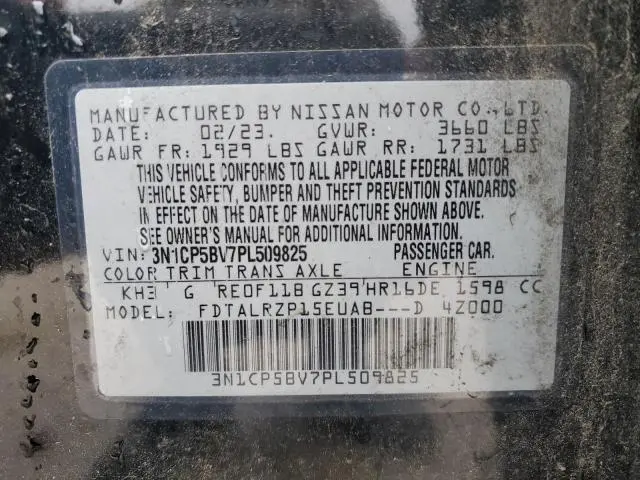 MANUFACTURED BY NISSAN MOTOR CO.,LTD.
DATE: 02/23. GVWR: 3660 LBS
GAWR FR: 1929 LBS GAWR RR: 1731 LBS
THIS VEHICLE CONFORMS TO ALL APPLICABLE FEDERAL MOTOR
VEHICLE SAFETY, BUMPER AND THEFT PREVENTION STANDARDS
IN EFFECT ON THE DATE OF MANUFACTURE SHOWN ABOVE.
SEE OWNER'S MANUAL FOR ADDITIONAL INFORMATION.
VIN: 3N1CP5BV7PL509825 PASSENGER CAR.
COLOR TRIM TRANS AXLE ENGINE
KH3 G RE0F11B GZ39 HR16DE 1598 CC
MODEL: FDTALRZP15EUAB---D 4Z000
3N1CP5BV7PL509825